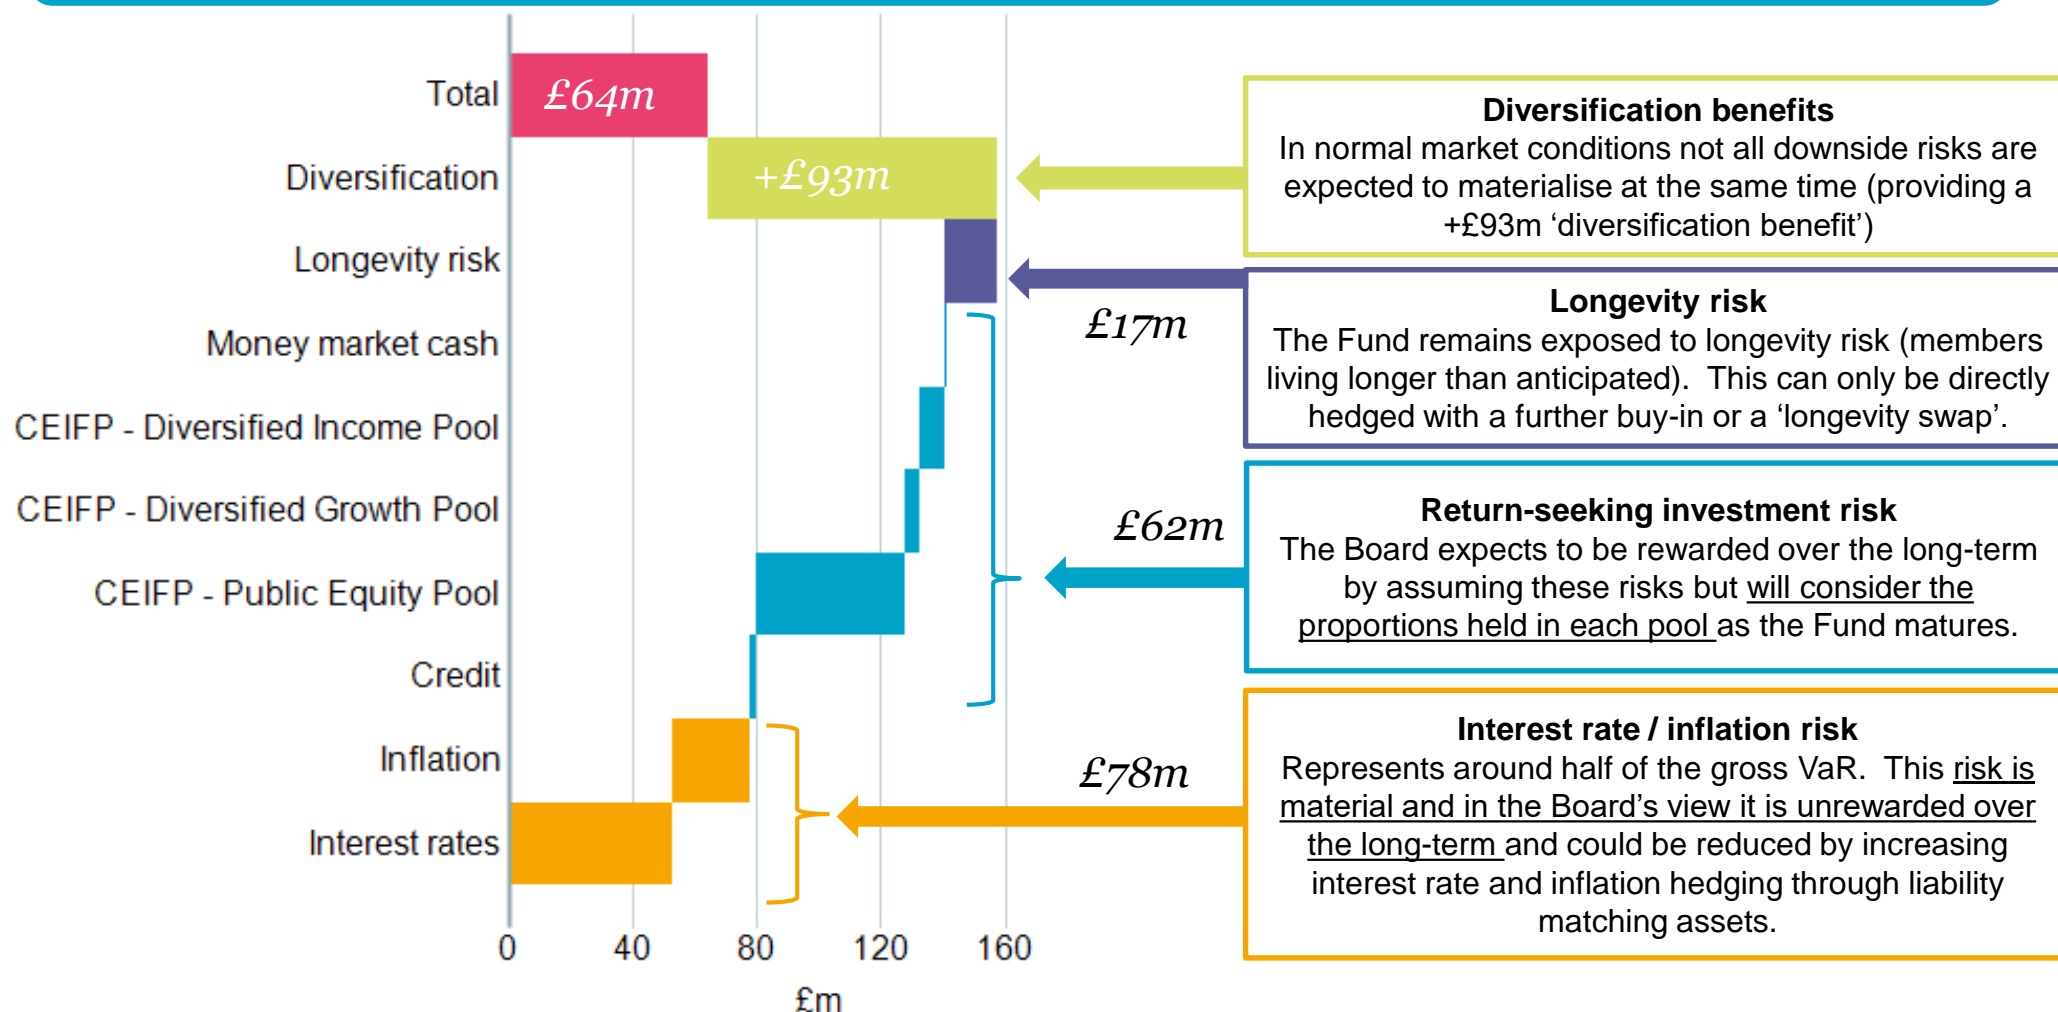 Total
£64m
Diversification
+£93m
Longevity risk
Money market cash
CEIFP - Diversified Income Pool
CEIFP - Diversified Growth Pool
CEIFP - Public Equity Pool
Credit
Inflation
Interest rates
0 40 80 120 160
£m
£17m
£62m
£78m
Diversification benefits
In normal market conditions not all downside risks are
expected to materialise at the same time (providing a
+£93m ‘diversification benefit’)
Longevity risk
The Fund remains exposed to longevity risk (members
living longer than anticipated).  This can only be directly
hedged with a further buy-in or a ‘longevity swap’.
Return-seeking investment risk
The Board expects to be rewarded over the long-term
by assuming these risks but will consider the
proportions held in each pool as the Fund matures.
Interest rate / inflation risk
Represents around half of the gross VaR.  This risk is
material and in the Board’s view it is unrewarded over
the long-term and could be reduced by increasing
interest rate and inflation hedging through liability
matching assets.